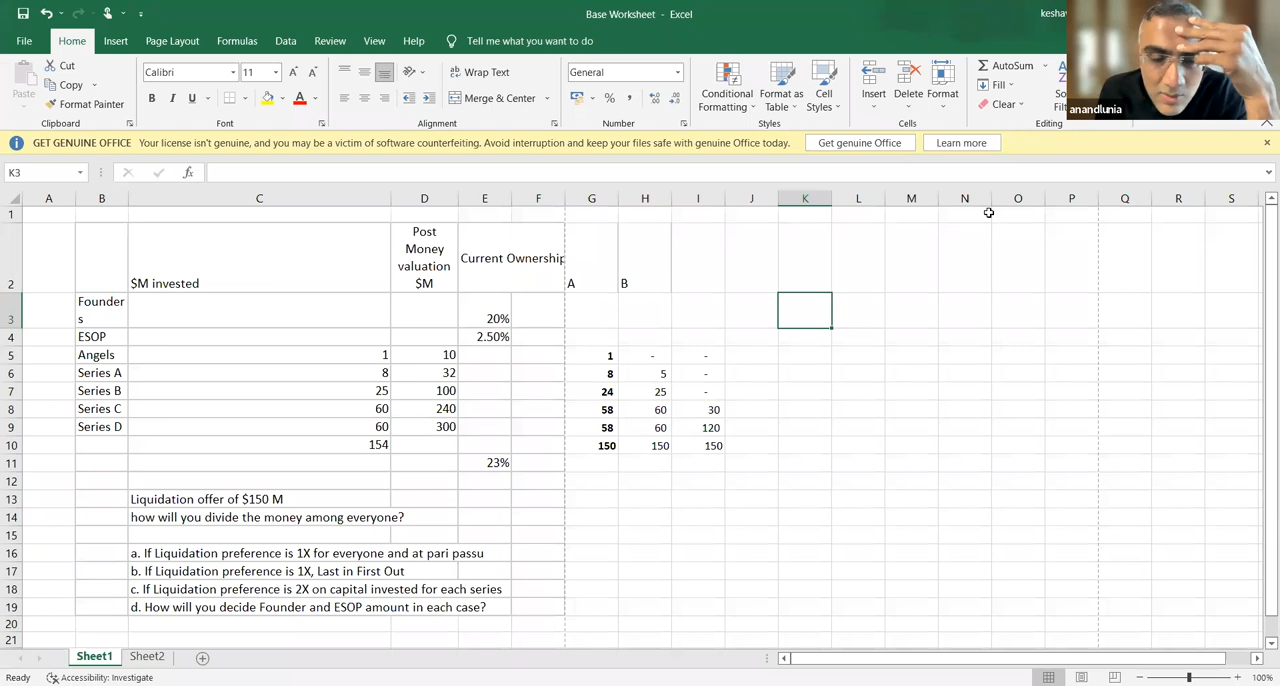 Base Worksheet - Excel
kesha
File Home Insert Page Layout Formulas Data Review View Help Tell me what you want to do
Cut
Copy
Format Painter
Paste
Clipboard
Calibri 11
B I U
Font
Wrap Text
Merge & Center
Alignment
General
% ,
Number
Conditional Formatting
Format as Table
Cell Styles
Styles
Insert Delete Format
Cells
AutoSum
Fill
Clear
Editing
anandlunia
GET GENUINE OFFICE Your license isn't genuine, and you may be a victim of software counterfeiting. Avoid interruption and keep your files safe with genuine Office today. Get genuine Office Learn more
K3 fx
A B C D E F G H I J K L M N O P Q R S
1
2 $M invested Post Money valuation $M Current Ownership A B
3 Founders 20%
4 ESOP 2.50%
5 Angels 1 10 1 - -
6 Series A 8 32 8 5 -
7 Series B 25 100 24 25 -
8 Series C 60 240 58 60 30
9 Series D 60 300 58 60 120
10 154 150 150 150
11 23%
12
13 Liquidation offer of $150 M
14 how will you divide the money among everyone?
15
16 a. If Liquidation preference is 1X for everyone and at pari passu
17 b. If Liquidation preference is 1X, Last in First Out
18 c. If Liquidation preference is 2X on capital invested for each series
19 d. How will you decide Founder and ESOP amount in each case?
20
21
Sheet1 Sheet2
Ready Accessibility: Investigate 100%